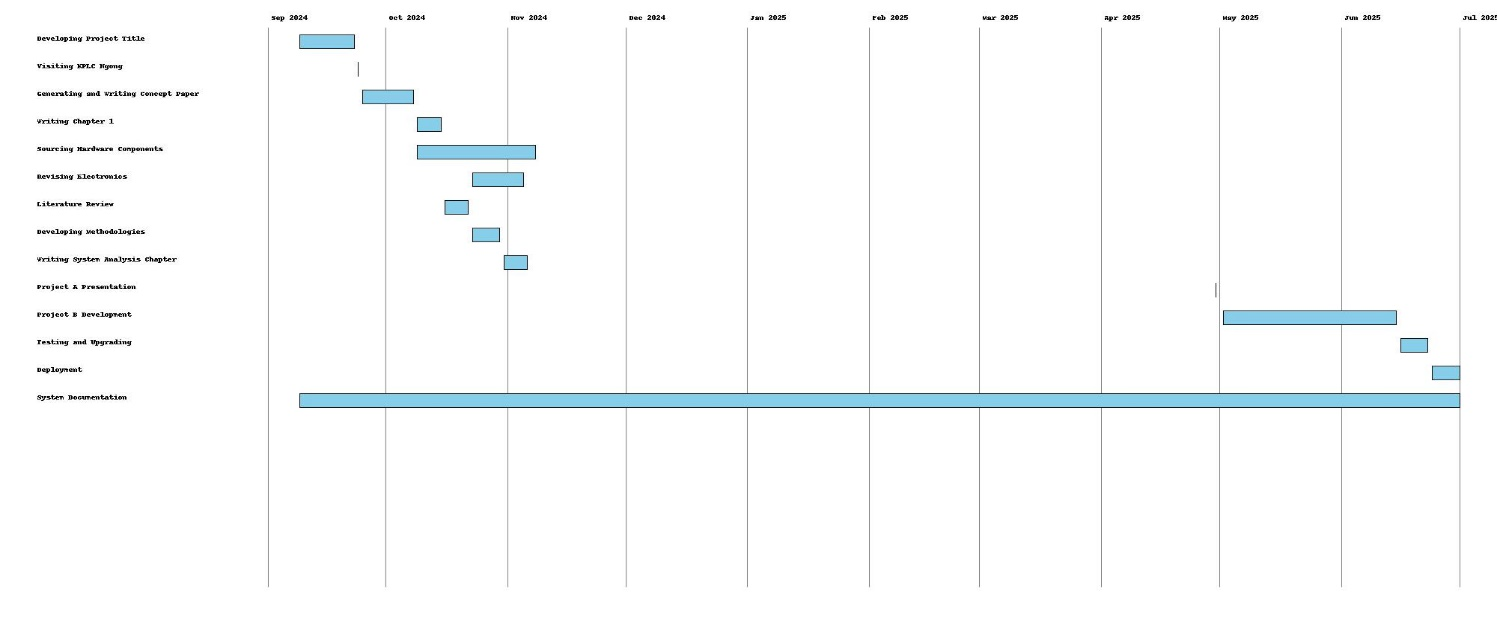 Sep 2024 Oct 2024 Nov 2024 Dec 2024 Jan 2025 Feb 2025 Mar 2025 Apr 2025 May 2025 Jun 2025 Jul 2025
Developing Project Title
Visiting KPLC Ngong
Generating and Writing Concept Paper
Writing Chapter 1
Sourcing Hardware Components
Revising Electronics
Literature Review
Developing Methodologies
Writing System Analysis Chapter
Project A Presentation
Project B Development
Testing and Upgrading
Deployment
System Documentation